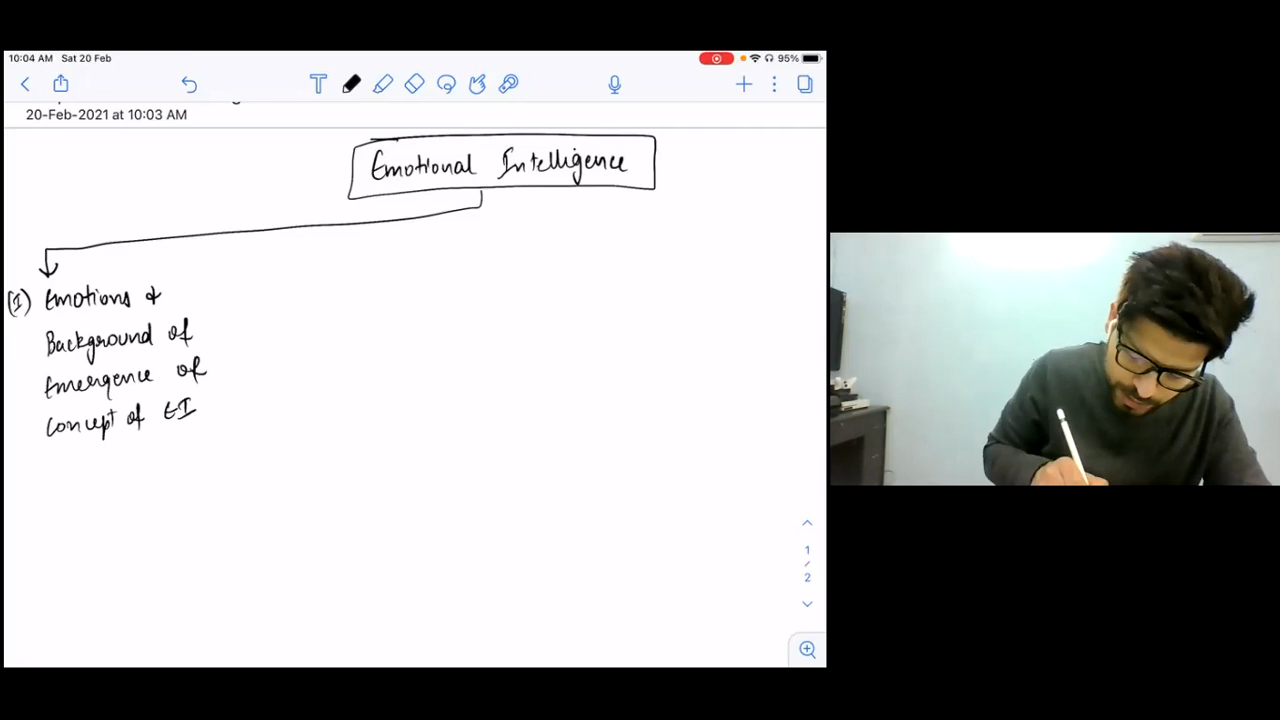 10:04 AM Sat 20 Feb
95%
20-Feb-2021 at 10:03 AM
Emotional Intelligence
(1) Emotions &
Background of
Emergence of
Concept of EI
1
/
2